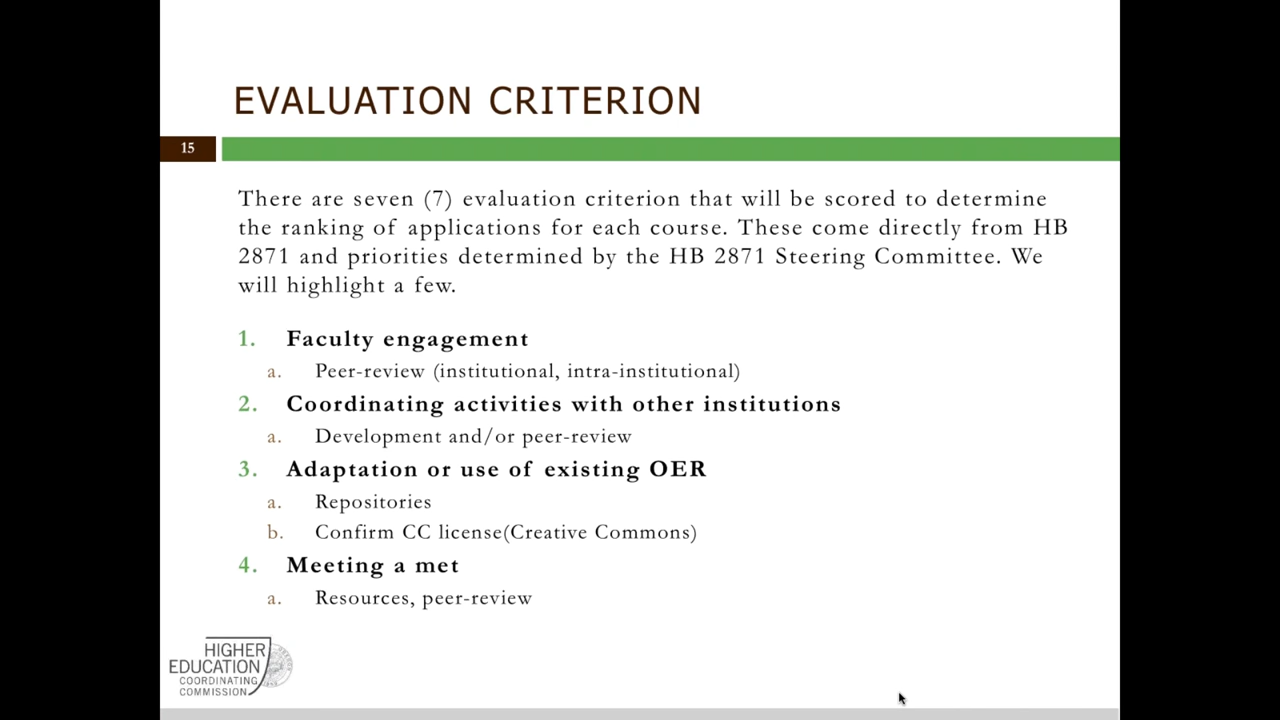 EVALUATION CRITERION
15
There are seven (7) evaluation criterion that will be scored to determine
the ranking of applications for each course. These come directly from HB
2871 and priorities determined by the HB 2871 Steering Committee. We
will highlight a few.
1. Faculty engagement
a. Peer-review (institutional, intra-institutional)
2. Coordinating activities with other institutions
a. Development and/or peer-review
3. Adaptation or use of existing OER
a. Repositories
b. Confirm CC license(Creative Commons)
4. Meeting a met
a. Resources, peer-review
HIGHER
EDUCATION
COORDINATING
COMMISSION